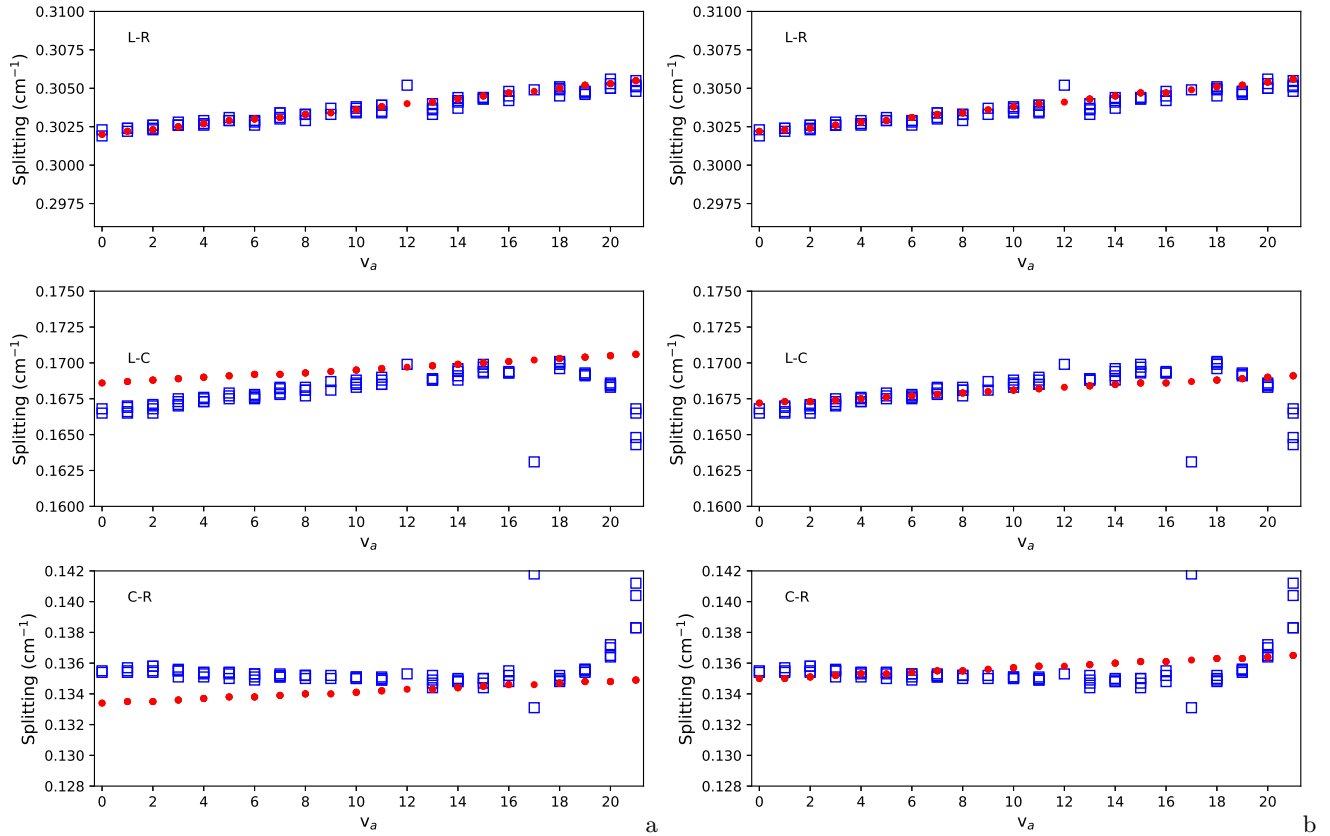 0.3100
0.3075
0.3050
0.3025
0.3000
0.2975
Splitting (cm⁻¹)
L-R
0 2 4 6 8 10 12 14 16 18 20
vₐ
0.3100
0.3075
0.3050
0.3025
0.3000
0.2975
Splitting (cm⁻¹)
L-R
0 2 4 6 8 10 12 14 16 18 20
vₐ
0.1750
0.1725
0.1700
0.1675
0.1650
0.1625
0.1600
Splitting (cm⁻¹)
L-C
0 2 4 6 8 10 12 14 16 18 20
vₐ
0.1750
0.1725
0.1700
0.1675
0.1650
0.1625
0.1600
Splitting (cm⁻¹)
L-C
0 2 4 6 8 10 12 14 16 18 20
vₐ
0.142
0.140
0.138
0.136
0.134
0.132
0.130
0.128
Splitting (cm⁻¹)
C-R
0 2 4 6 8 10 12 14 16 18 20
vₐ
a
0.142
0.140
0.138
0.136
0.134
0.132
0.130
0.128
Splitting (cm⁻¹)
C-R
0 2 4 6 8 10 12 14 16 18 20
vₐ
b